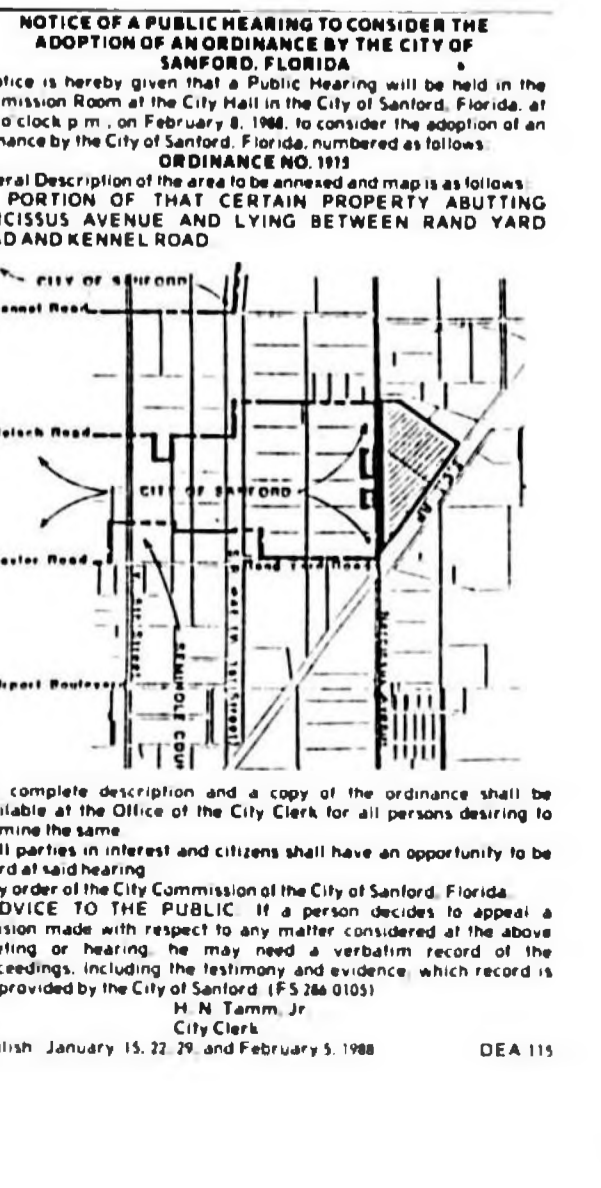 NOTICE OF A PUBLIC HEARING TO CONSIDER THE
ADOPTION OF AN ORDINANCE BY THE CITY OF
SANFORD, FLORIDA
tice is hereby given that a Public Hearing will be held in the
mission Room at the City Hall in the City of Sanford, Florida, at
o'clock p m , on February 8, 1988, to consider the adoption of an
nance by the City of Sanford, Florida, numbered as follows
ORDINANCE NO. 1915
eral Description of the area to be annexed and map is as follows
PORTION OF THAT CERTAIN PROPERTY ABUTTING
CISSUS AVENUE AND LYING BETWEEN RAND YARD
D AND KENNEL ROAD
CITY OF SANFORD
Road
Road
CITY OF SANFORD
Road
Rand Yard Road
SEMINOLE COU
port Boulevar
complete description and a copy of the ordinance shall be
ilable at the Office of the City Clerk for all persons desiring to
mine the same
ll parties in interest and citizens shall have an opportunity to be
rd at said hearing
y order of the City Commission of the City of Sanford, Florida
DVICE TO THE PUBLIC If a person decides to appeal a
sion made with respect to any matter considered at the above
eting or hearing, he may need a verbatim record of the
ceedings, including the testimony and evidence, which record is
provided by the City of Sanford (FS 286 0105)
H N Tamm, Jr
City Clerk
lish January 15, 22, 29, and February 5, 1988 DEA 115